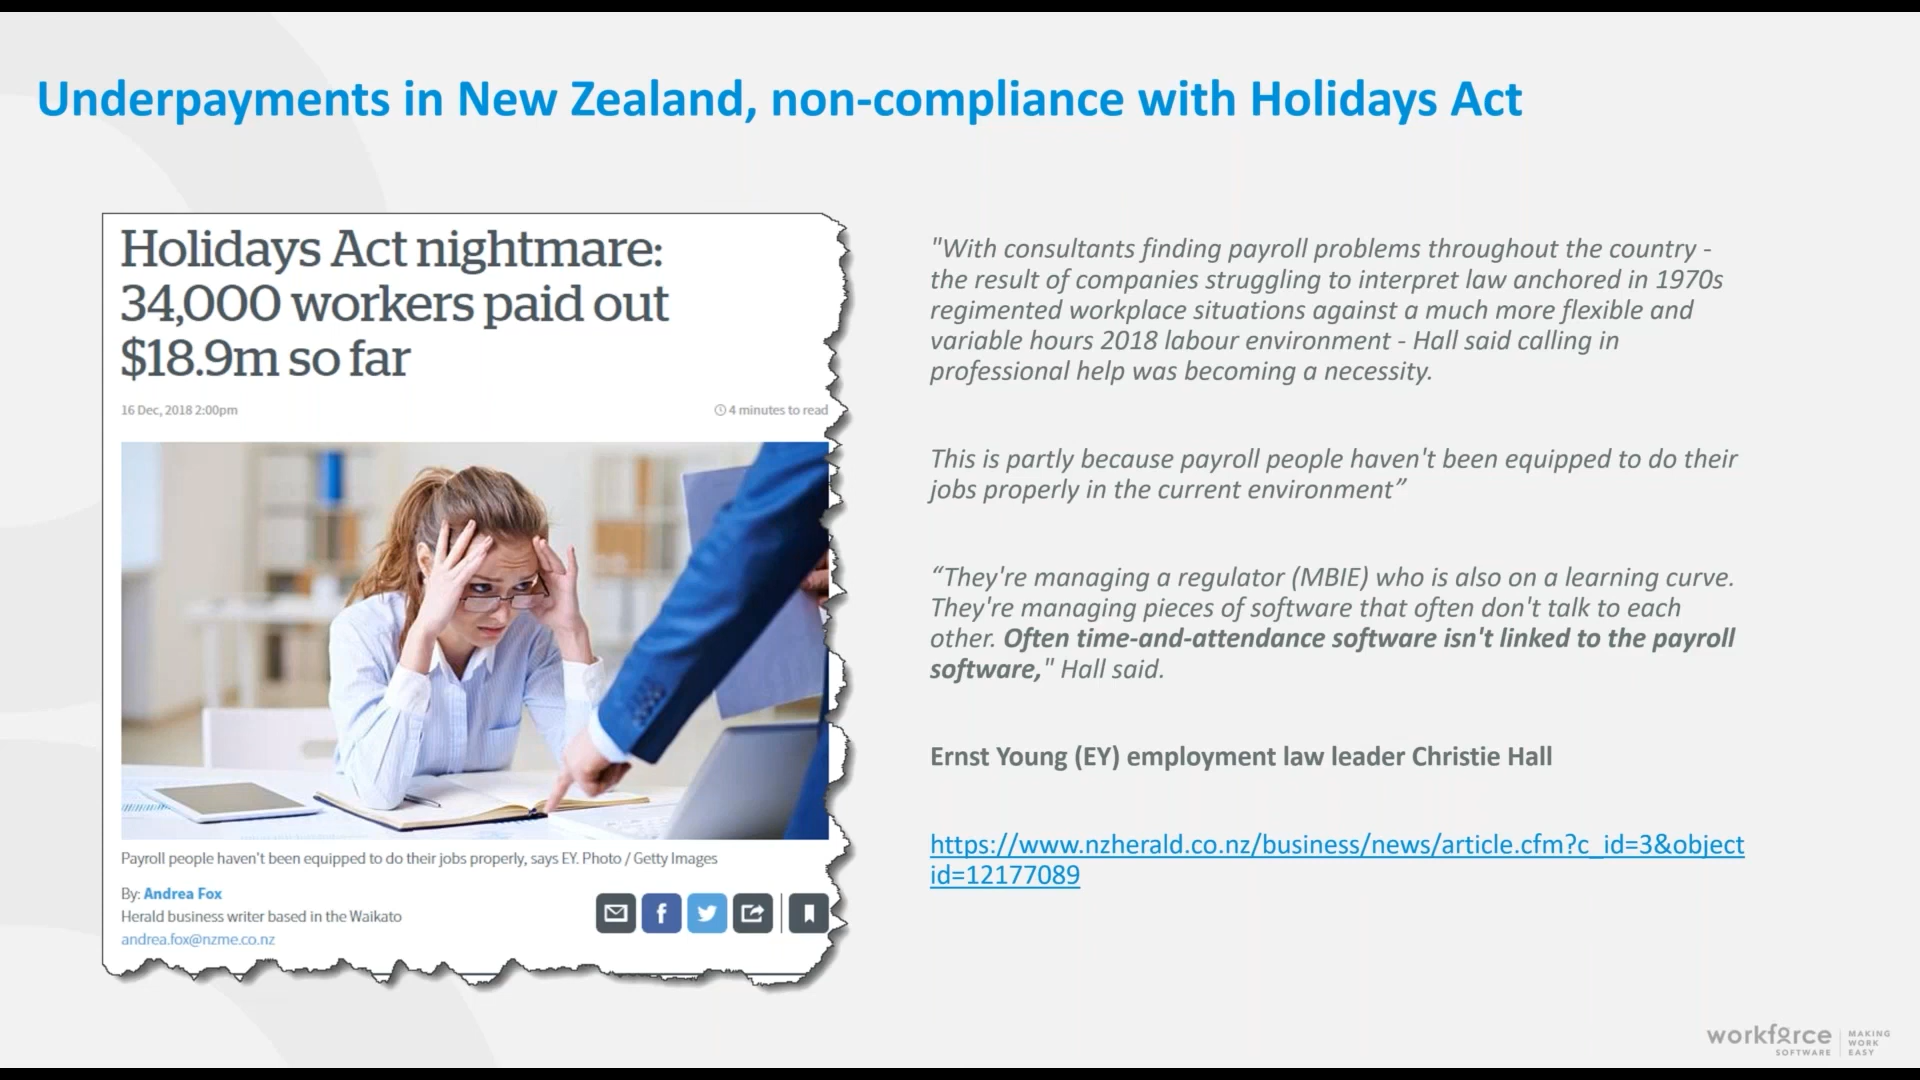 Underpayments in New Zealand, non-compliance with Holidays Act
Holidays Act nightmare:
34,000 workers paid out
$18.9m so far
16 Dec, 2018 2:00pm
4 minutes to read
Payroll people haven't been equipped to do their jobs properly, says EY. Photo / Getty Images
By: Andrea Fox
Herald business writer based in the Waikato
andrea.fox@nzme.co.nz
"With consultants finding payroll problems throughout the country -
the result of companies struggling to interpret law anchored in 1970s
regimented workplace situations against a much more flexible and
variable hours 2018 labour environment - Hall said calling in
professional help was becoming a necessity.
This is partly because payroll people haven't been equipped to do their
jobs properly in the current environment”
“They're managing a regulator (MBIE) who is also on a learning curve.
They're managing pieces of software that often don't talk to each
other. Often time-and-attendance software isn't linked to the payroll
software," Hall said.
Ernst Young (EY) employment law leader Christie Hall
https://www.nzherald.co.nz/business/news/article.cfm?c_id=3&object
id=12177089
workforce
SOFTWARE
MAKING
WORK
EASY